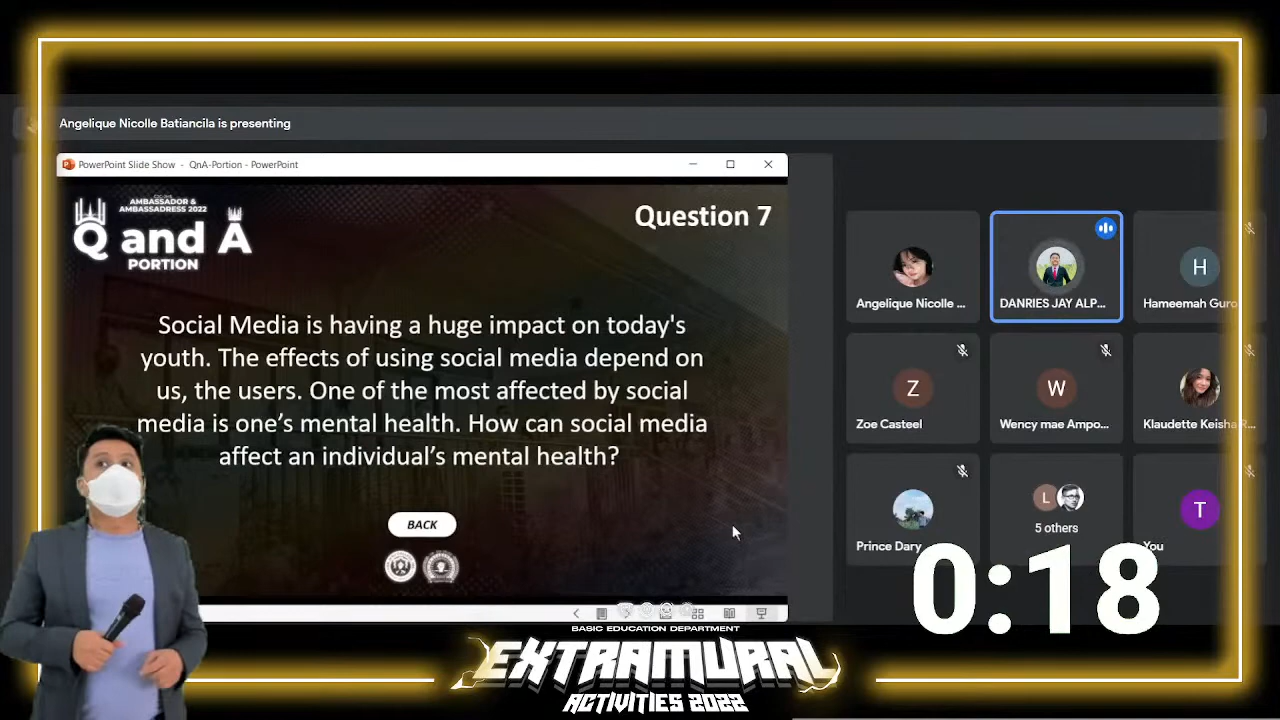 Angelique Nicolle Batiancila is presenting
PowerPoint Slide Show - QnA-Portion - PowerPoint
AMBASSADOR &
AMBASSADRESS 2022
Q and A
PORTION
Question 7
Social Media is having a huge impact on today's
youth. The effects of using social media depend on
us, the users. One of the most affected by social
media is one's mental health. How can social media
affect an individual's mental health?
BACK
Angelique Nicolle ...
DANRIES JAY ALP...
H
Hameemah Guro
Z
Zoe Casteel
W
Wency mae Ampo...
Klaudette Keisha R...
Prince Dary
L
5 others
T
You
0:18
BASIC EDUCATION DEPARTMENT
EXTRAMURAL
ACTIVITIES 2022